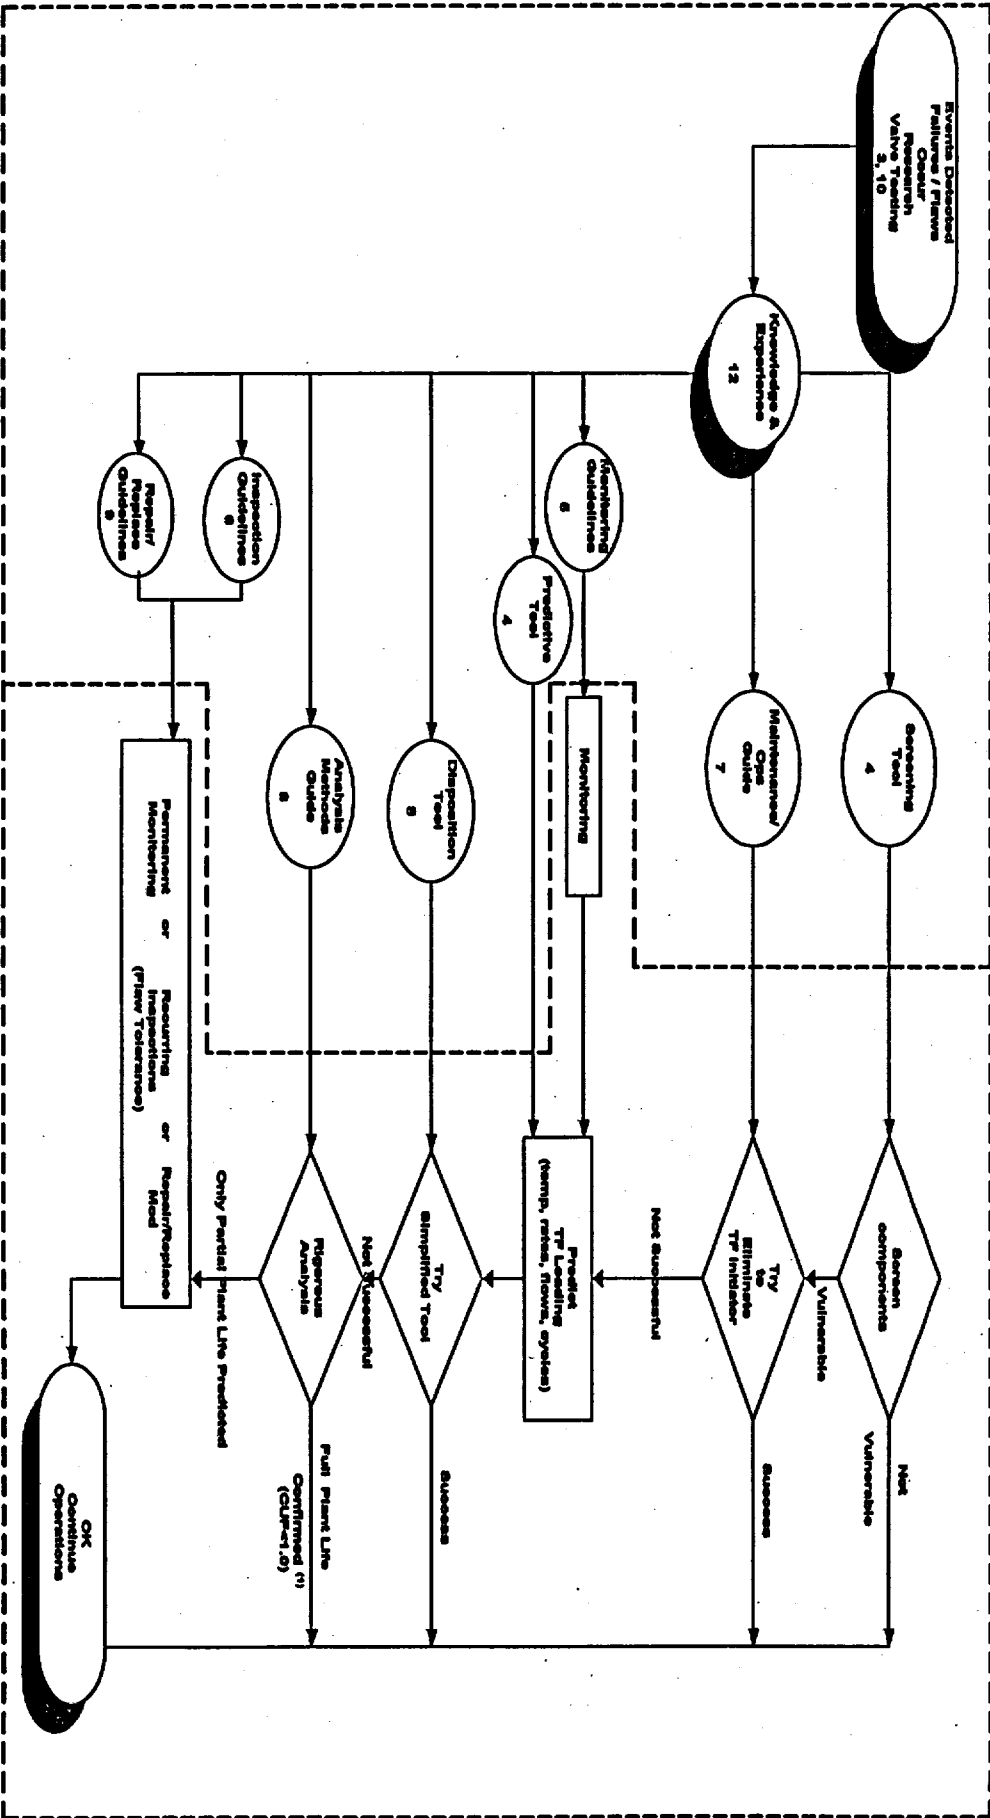 Events Detected
Failures / Flaws
Occur
Research
Valve Testing
3, 10
Knowledge &
Experience
12
Screening
Tool
4
Screen
components
Not
Vulnerable
Vulnerable
Maintenance/
Ops
Guide
7
Try
to
Eliminate
TF Initiator
Success
Not Successful
Monitoring
Guidelines
Monitoring
Predictive
Tool
4
Predict
TF Loading
(temp, rates, flows, cycles)
Disposition
Tool
Try
Simplified Tool
Success
Not Successful
Analysis
Methods
Guide
Rigorous
Analysis
Full Plant Life
Confirmed (1)
(CUF<1.0)
Only Partial Plant Life Predicted
Inspection
Guidelines
Repair/
Replace
Guidelines
9
Permanent or Recurring or Repair/Replace
Monitoring Inspections Mod
(Flaw Tolerance)
OK
Continue
Operations